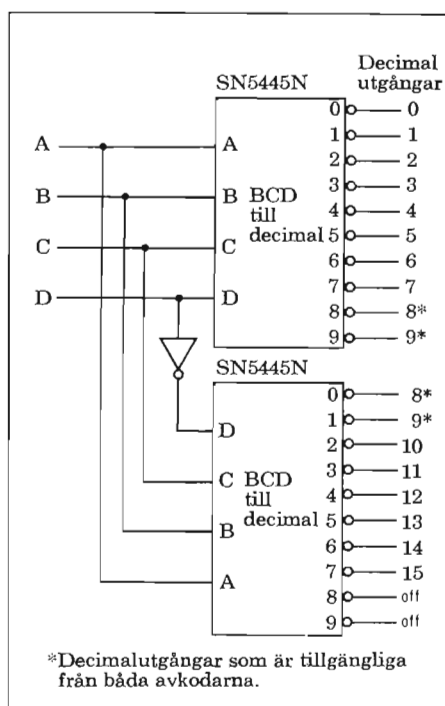 SN5445N
Decimal
utgångar
A
B
C
D
A
B
C
D
BCD
till
decimal
0 0
1 1
2 2
3 3
4 4
5 5
6 6
7 7
8 8*
9 9*
SN5445N
D
C
B
A
BCD
till
decimal
0 8*
1 9*
2 10
3 11
4 12
5 13
6 14
7 15
8 off
9 off
*Decimalutgångar som är tillgängliga
från båda avkodarna.